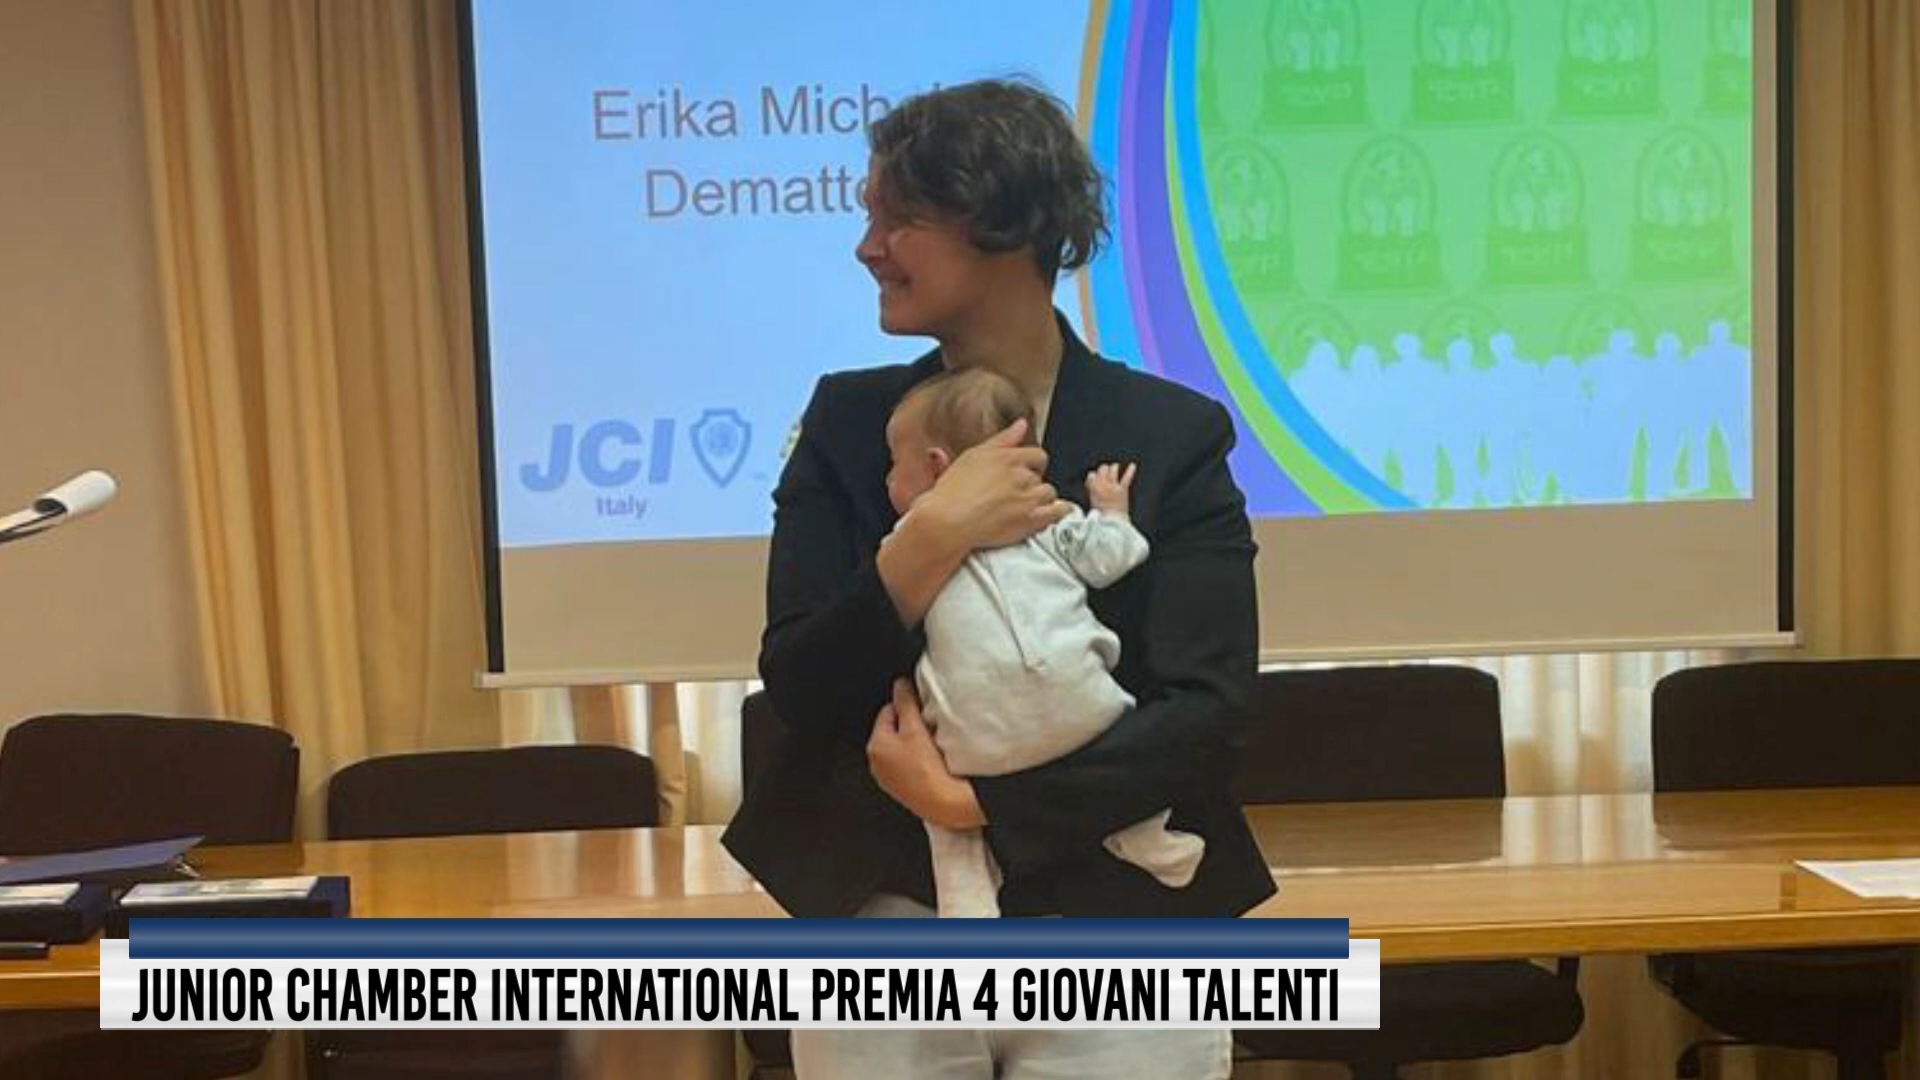 Erika
JCI
Italy
JUNIOR CHAMBER INTERNATIONAL PREMIA 4 GIOVANI TALENTI